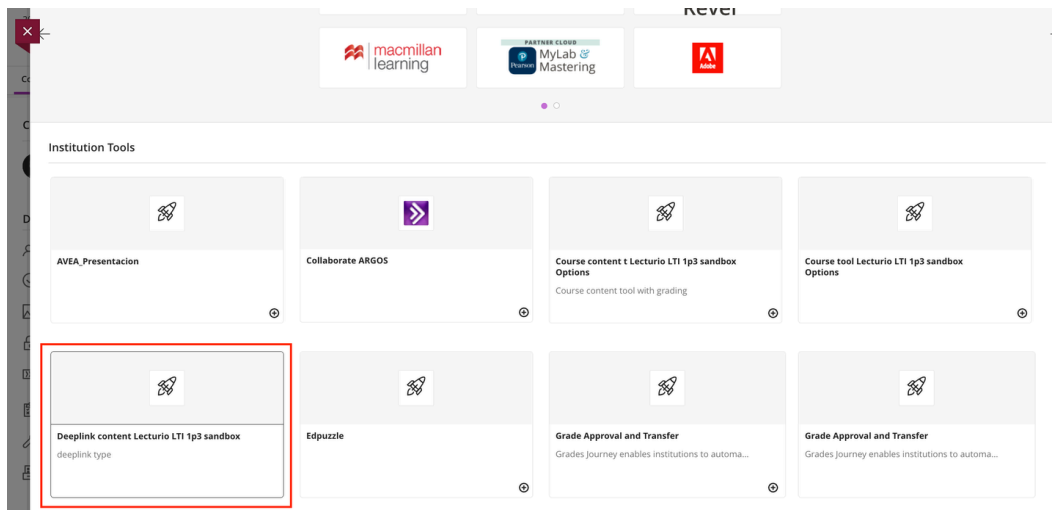 Revel
macmillan
learning
PARTNER CLOUD
Pearson
MyLab &
Mastering
Adobe
Institution Tools
AVEA_Presentacion
Collaborate ARGOS
Course content t Lecturio LTI 1p3 sandbox
Options
Course content tool with grading
Course tool Lecturio LTI 1p3 sandbox
Options
Deeplink content Lecturio LTI 1p3 sandbox
deeplink type
Edpuzzle
Grade Approval and Transfer
Grades Journey enables institutions to automa...
Grade Approval and Transfer
Grades Journey enables institutions to automa...